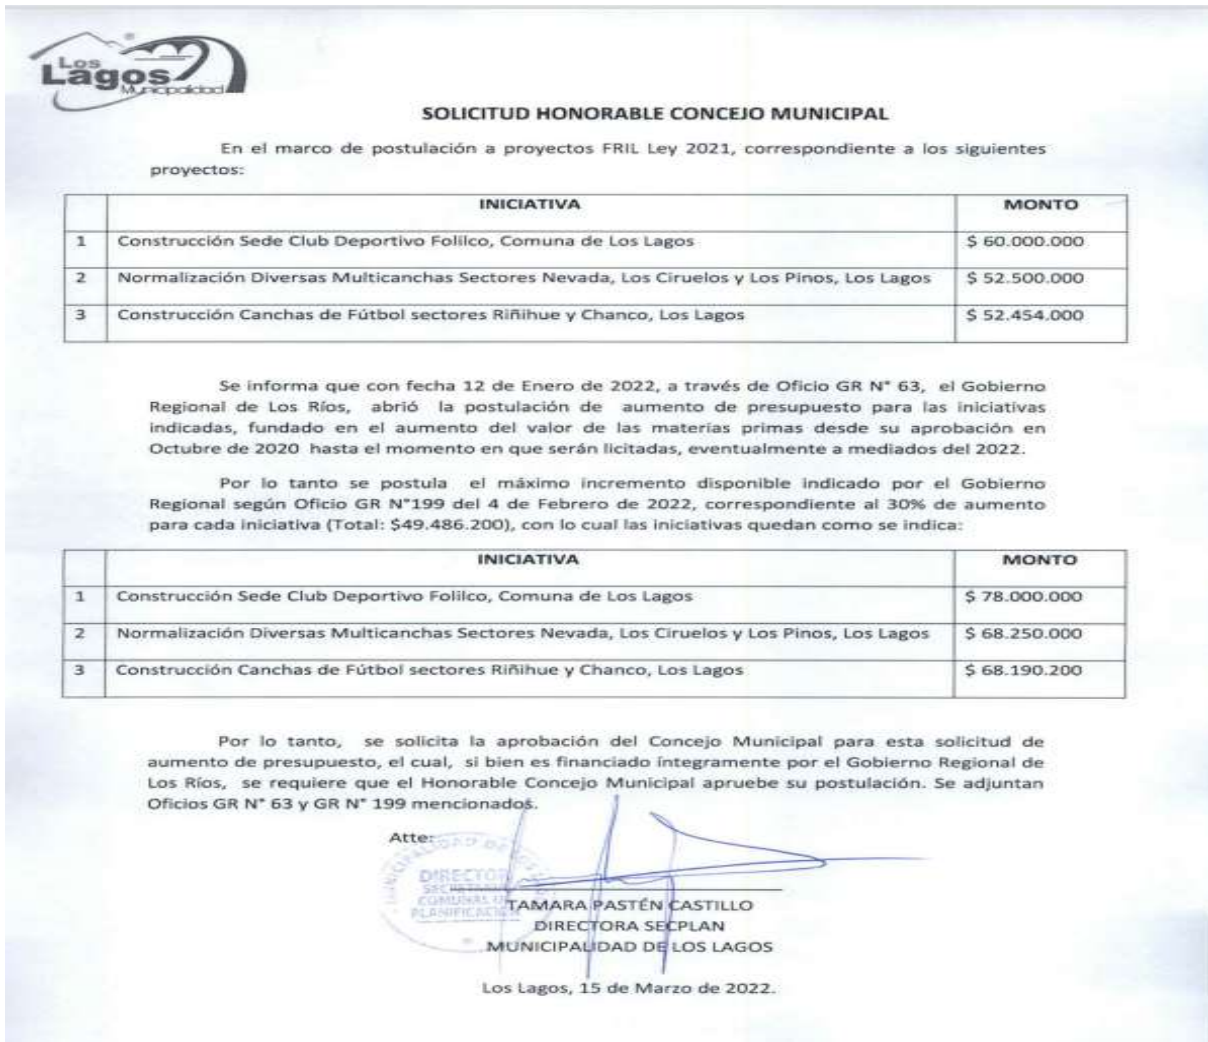 Los
Lagos
Municipalidad
SOLICITUD HONORABLE CONCEJO MUNICIPAL
En el marco de postulación a proyectos FRIL Ley 2021, correspondiente a los siguientes
proyectos:
INICIATIVA MONTO
1 Construcción Sede Club Deportivo Folilco, Comuna de Los Lagos $ 60.000.000
2 Normalización Diversas Multicanchas Sectores Nevada, Los Ciruelos y Los Pinos, Los Lagos $ 52.500.000
3 Construcción Canchas de Fútbol sectores Riñihue y Chanco, Los Lagos $ 52.454.000
Se informa que con fecha 12 de Enero de 2022, a través de Oficio GR N° 63, el Gobierno
Regional de Los Ríos, abrió la postulación de aumento de presupuesto para las iniciativas
indicadas, fundado en el aumento del valor de las materias primas desde su aprobación en
Octubre de 2020 hasta el momento en que serán licitadas, eventualmente a mediados del 2022.
Por lo tanto se postula el máximo incremento disponible indicado por el Gobierno
Regional según Oficio GR N°199 del 4 de Febrero de 2022, correspondiente al 30% de aumento
para cada iniciativa (Total: $49.486.200), con lo cual las iniciativas quedan como se indica:
INICIATIVA MONTO
1 Construcción Sede Club Deportivo Folilco, Comuna de Los Lagos $ 78.000.000
2 Normalización Diversas Multicanchas Sectores Nevada, Los Ciruelos y Los Pinos, Los Lagos $ 68.250.000
3 Construcción Canchas de Fútbol sectores Riñihue y Chanco, Los Lagos $ 68.190.200
Por lo tanto, se solicita la aprobación del Concejo Municipal para esta solicitud de
aumento de presupuesto, el cual, si bien es financiado íntegramente por el Gobierno Regional de
Los Ríos, se requiere que el Honorable Concejo Municipal apruebe su postulación. Se adjuntan
Oficios GR N° 63 y GR N° 199 mencionados.
Atte:
DIRECTOR
COMUNAL
PLANIFICACION
TAMARA PASTÉN CASTILLO
DIRECTORA SECPLAN
MUNICIPALIDAD DE LOS LAGOS
Los Lagos, 15 de Marzo de 2022.